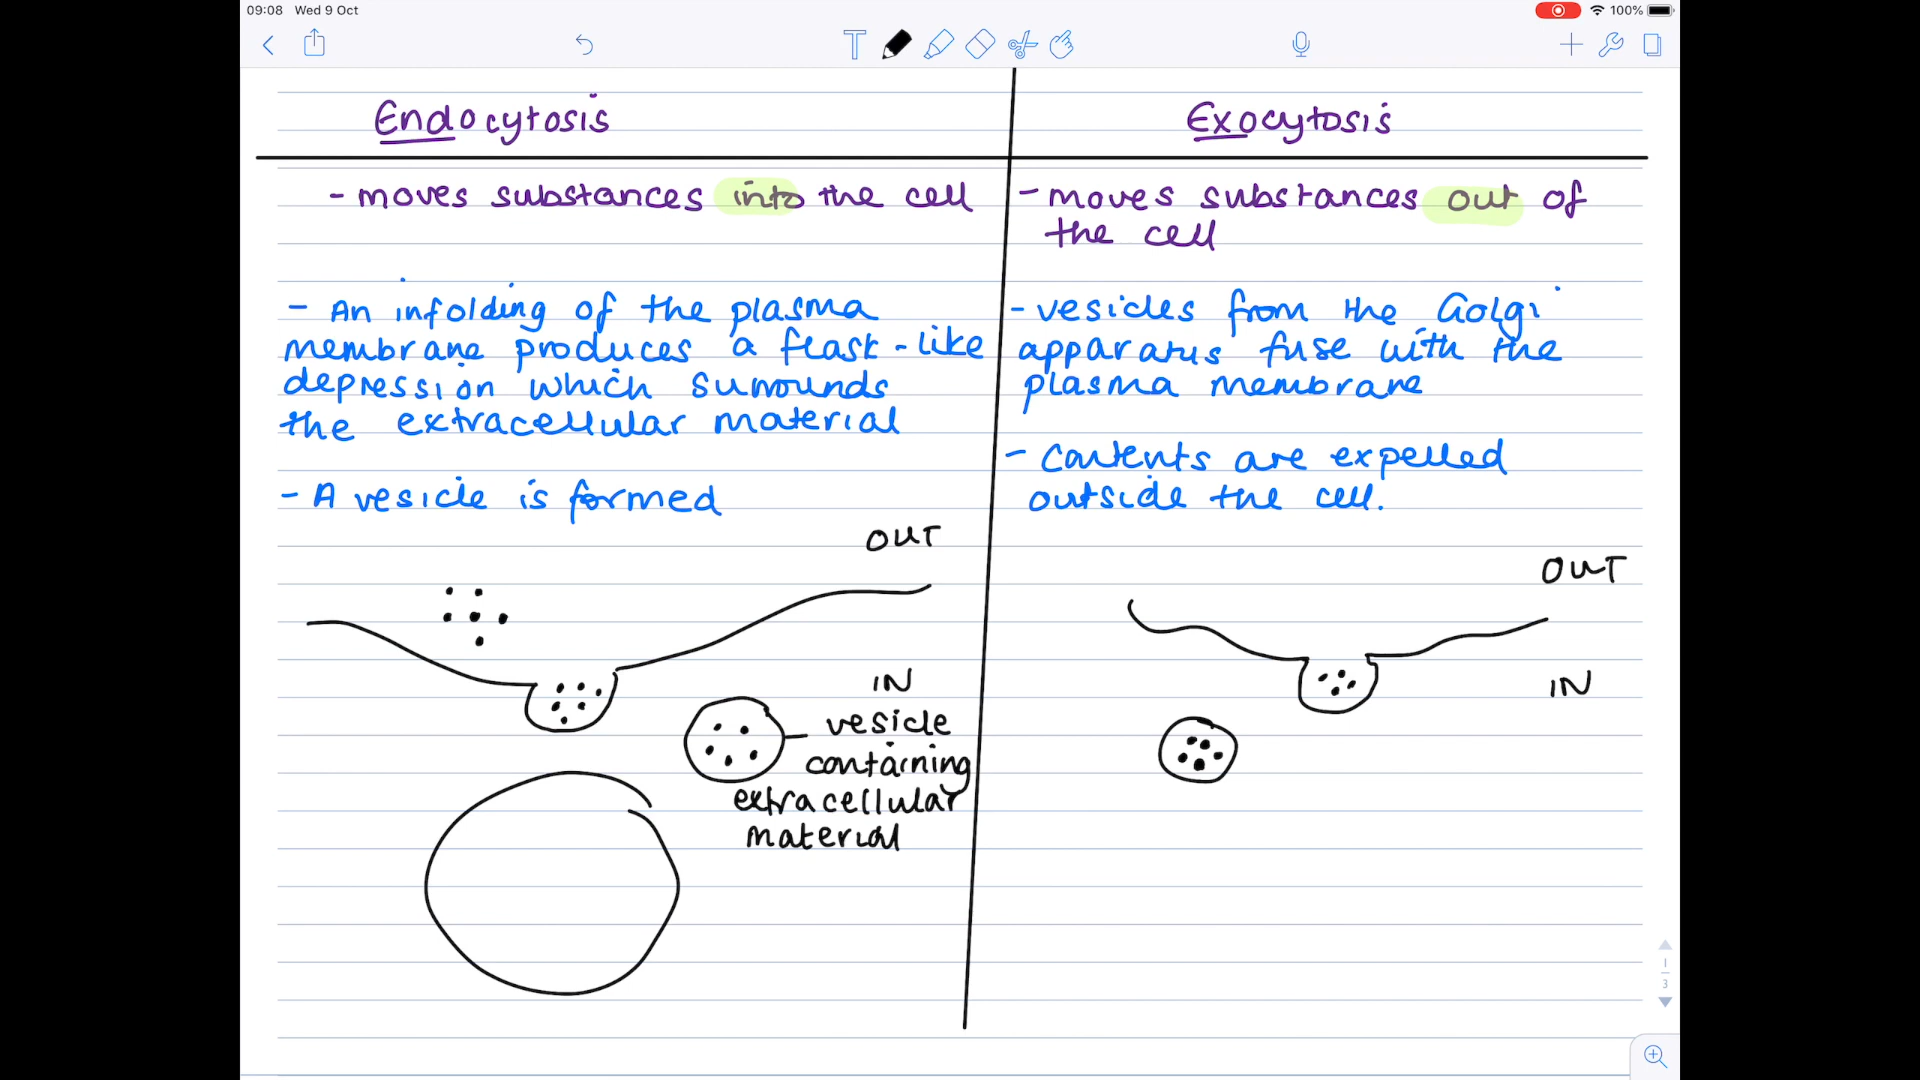 09:08 Wed 9 Oct
100%
T
Endocytosis
- moves substances into the cell
- An infolding of the plasma
membrane produces a flask-like
depression which surrounds
the extracellular material
- A vesicle is formed
OUT
IN
vesicle
containing
extracellular
material
Exocytosis
- moves substances out of
the cell
- vesicles from the Golgi
apparatus fuse with the
plasma membrane
- Contents are expelled
outside the cell.
OUT
IN
1
3